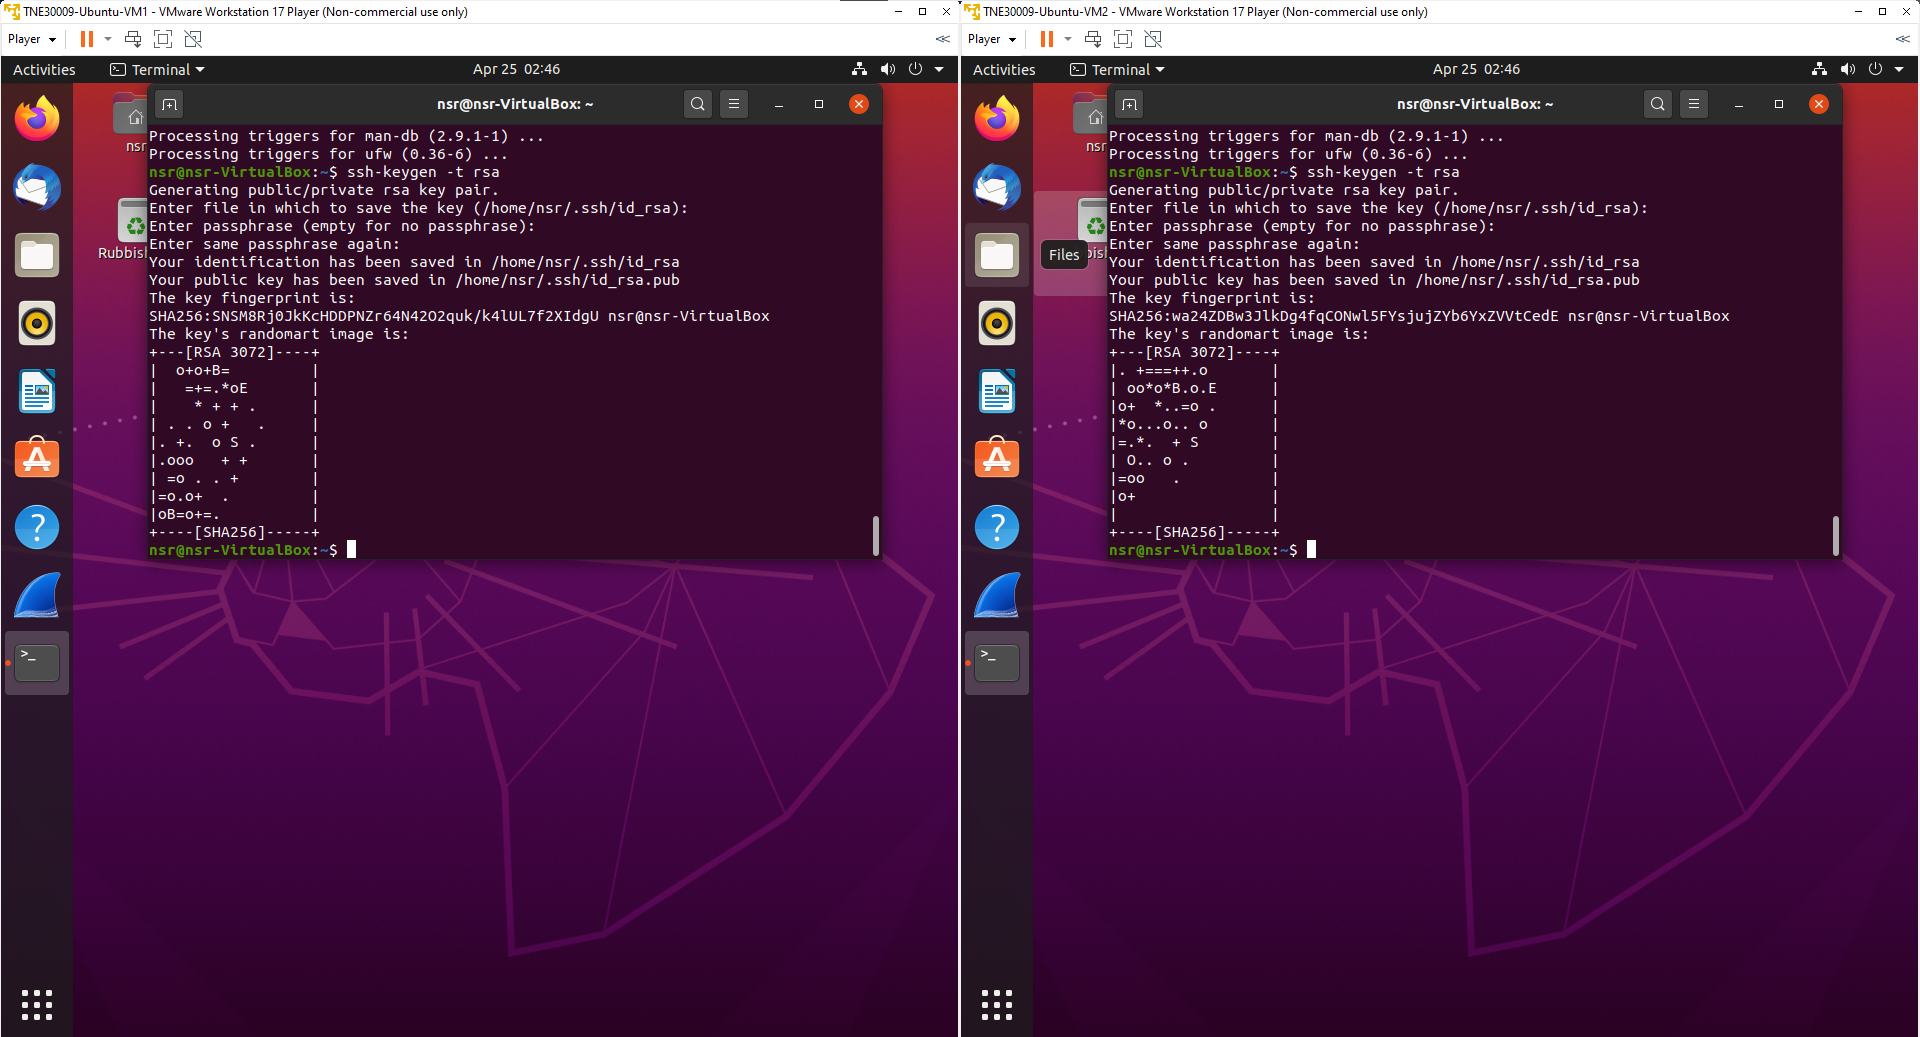 TNE30009-Ubuntu-VM1 - VMware Workstation 17 Player (Non-commercial use only)
Player
Activities
Terminal
Apr 25 02:46
nsr@nsr-VirtualBox: ~
nsr
Rubbish
Processing triggers for man-db (2.9.1-1) ...
Processing triggers for ufw (0.36-6) ...
nsr@nsr-VirtualBox:~$ ssh-keygen -t rsa
Generating public/private rsa key pair.
Enter file in which to save the key (/home/nsr/.ssh/id_rsa):
Enter passphrase (empty for no passphrase):
Enter same passphrase again:
Your identification has been saved in /home/nsr/.ssh/id_rsa
Your public key has been saved in /home/nsr/.ssh/id_rsa.pub
The key fingerprint is:
SHA256:SNSM8Rj0JkKcHDDPNZr64N42O2quk/k4lUL7f2XIdgU nsr@nsr-VirtualBox
The key's randomart image is:
+---[RSA 3072]----+
|  o+o+B=         |
|   =+=.*oE       |
|    * + + .      |
| . . o +   .     |
|. +.  o S .      |
|.ooo   + +       |
| =o . . +        |
|=o.o+  .         |
|oB=o+=.          |
+----[SHA256]-----+
nsr@nsr-VirtualBox:~$
TNE30009-Ubuntu-VM2 - VMware Workstation 17 Player (Non-commercial use only)
Player
Activities
Terminal
Apr 25 02:46
nsr@nsr-VirtualBox: ~
nsr
Files
Processing triggers for man-db (2.9.1-1) ...
Processing triggers for ufw (0.36-6) ...
nsr@nsr-VirtualBox:~$ ssh-keygen -t rsa
Generating public/private rsa key pair.
Enter file in which to save the key (/home/nsr/.ssh/id_rsa):
Enter passphrase (empty for no passphrase):
Enter same passphrase again:
Your identification has been saved in /home/nsr/.ssh/id_rsa
Your public key has been saved in /home/nsr/.ssh/id_rsa.pub
The key fingerprint is:
SHA256:wa24ZDBw3JlkDg4fqCONwl5FYsjujZYb6YxZVVtCedE nsr@nsr-VirtualBox
The key's randomart image is:
+---[RSA 3072]----+
|. +===++.o       |
| oo*o*B.o.E      |
|o+  *..=o .      |
|*o...o.. o       |
|=.*.  + S        |
| O.. o .         |
|=oo   .          |
|o+               |
|                 |
+----[SHA256]-----+
nsr@nsr-VirtualBox:~$